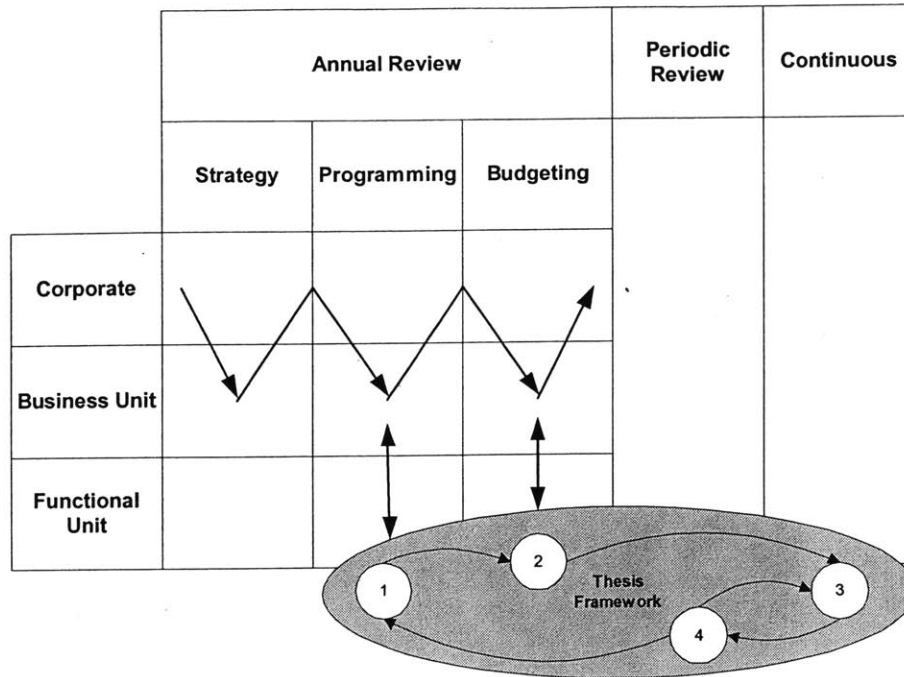 Annual Review
Periodic
Review
Continuous
Strategy
Programming
Budgeting
Corporate
Business Unit
Functional
Unit
1
2
Thesis
Framework
3
4